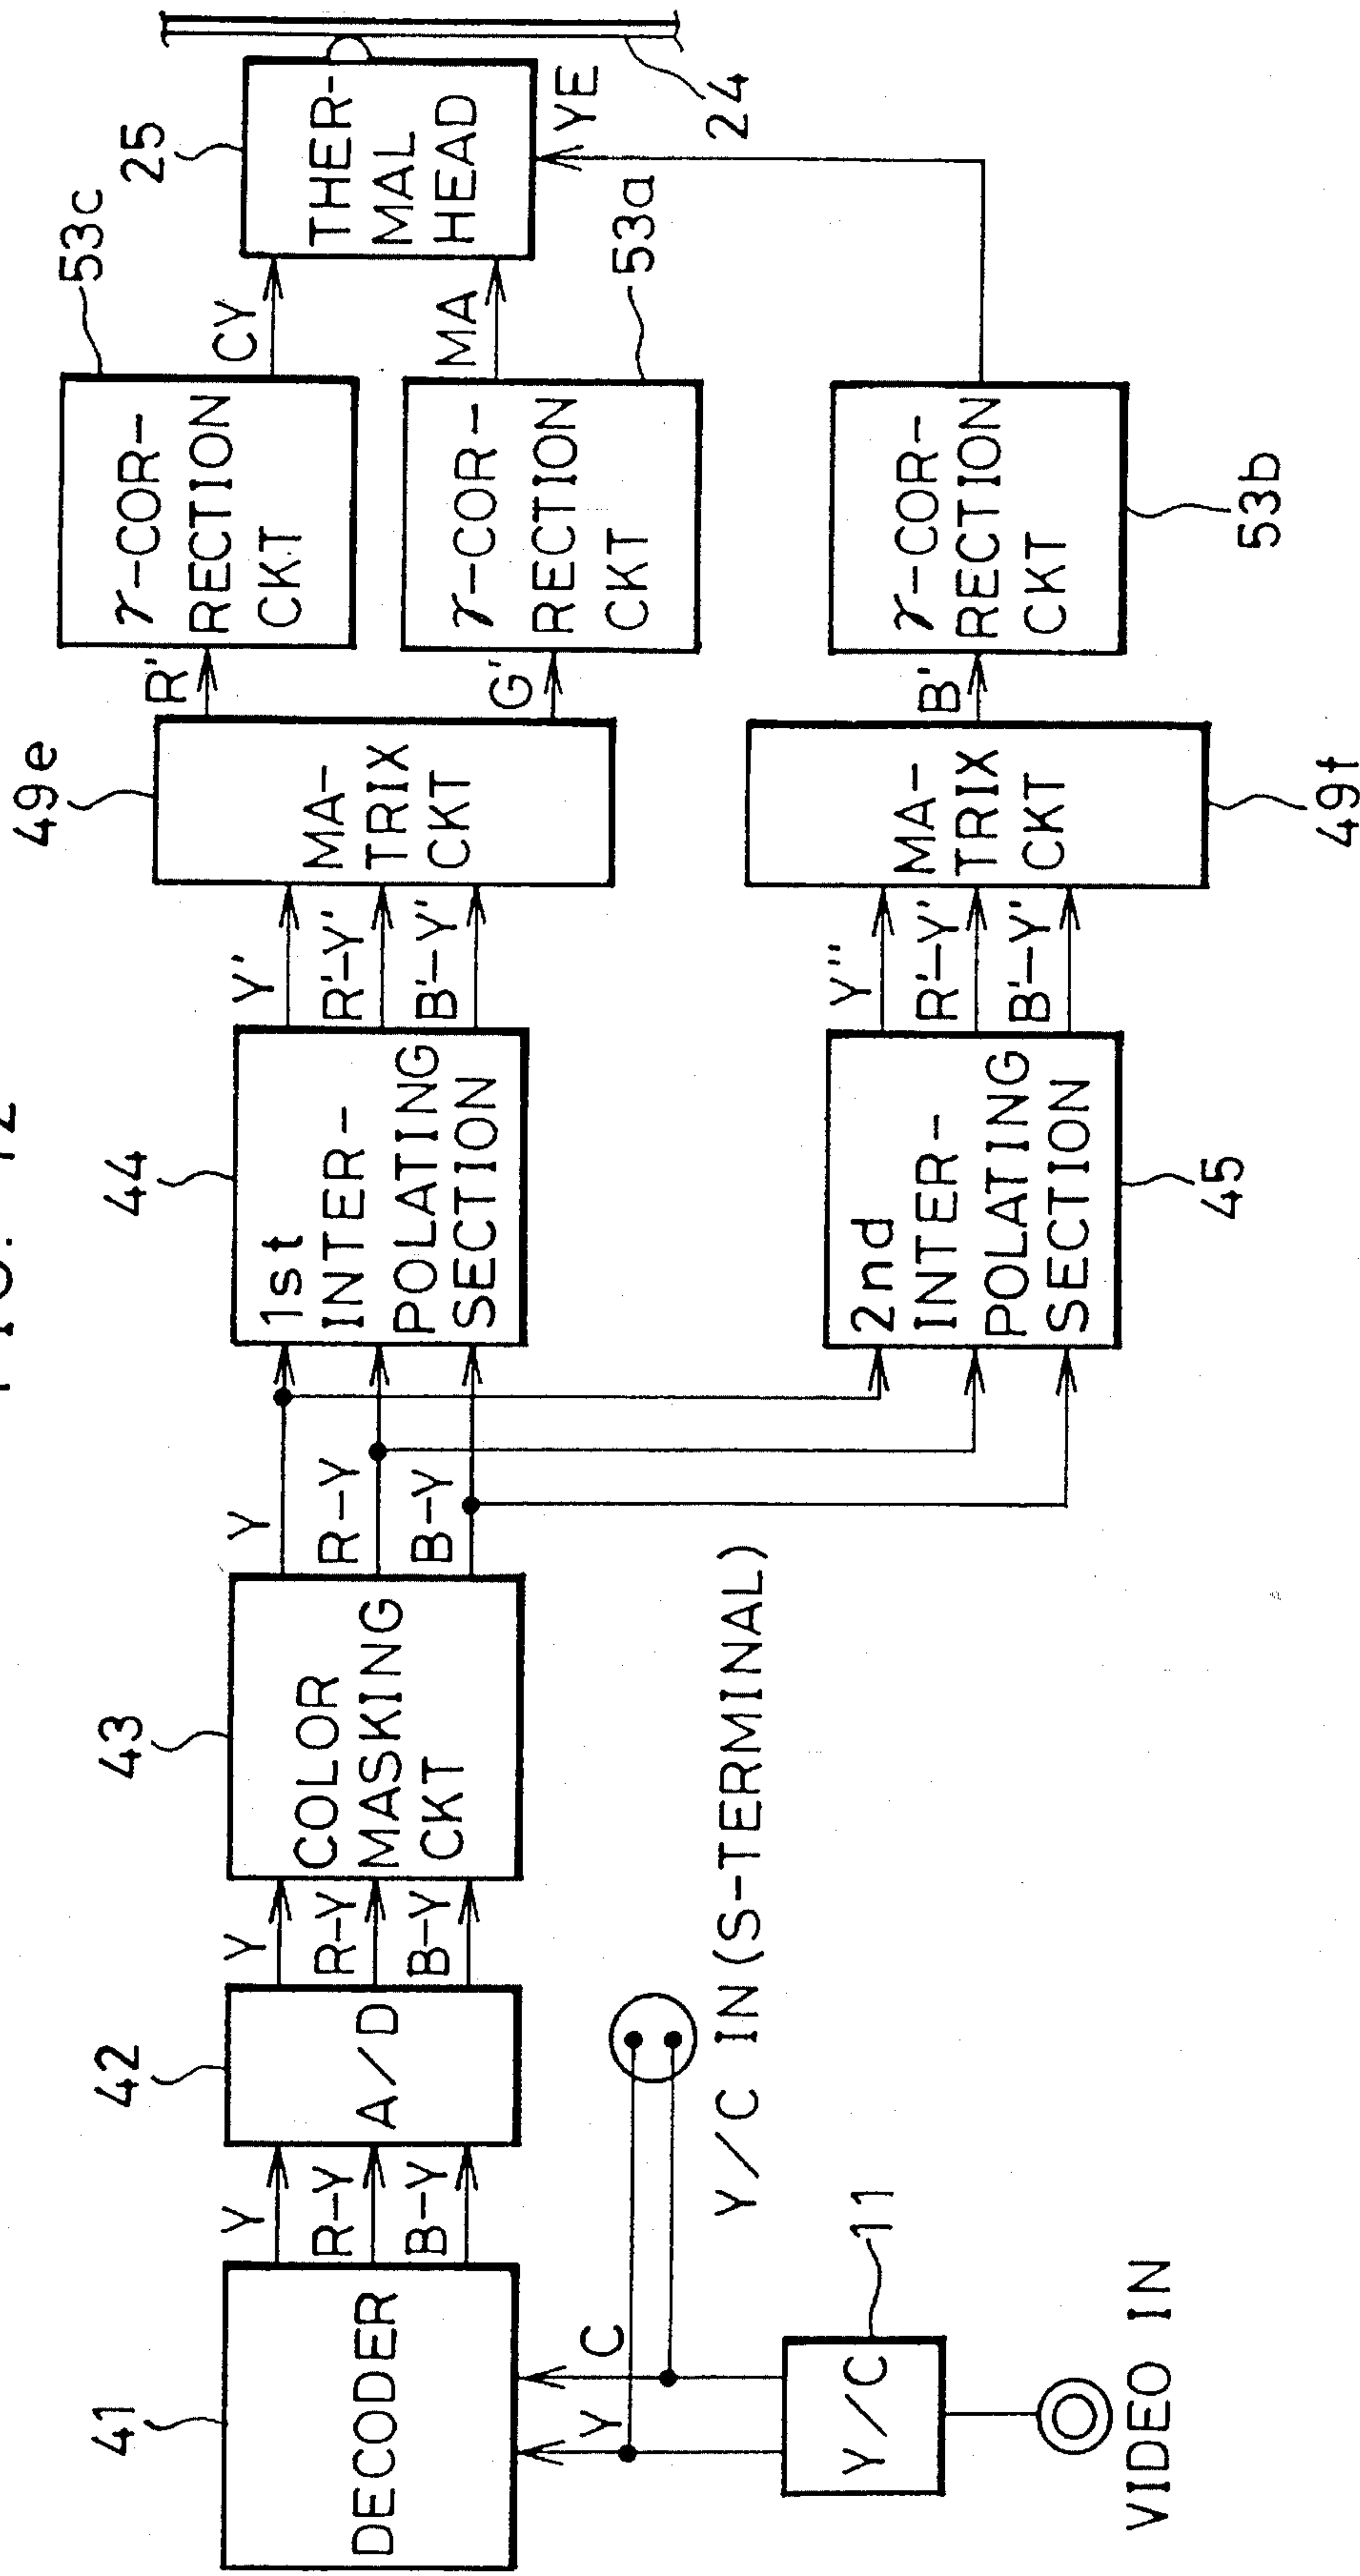 FIG. 12
41
DECODER
Y
R-Y
B-Y
42
A/D
Y
R-Y
B-Y
43
COLOR
MASKING
CKT
Y
R-Y
B-Y
44
1st
INTER-
POLATING
SECTION
Y'
R'-Y'
B'-Y'
49e
MA-
TRIX
CKT
R'
G'
53c
γ-COR-
RECTION
CKT
CY
γ-COR-
RECTION
CKT
53a
MA
25
THER-
MAL
HEAD
YE
24
2nd
INTER-
POLATING
SECTION
45
Y''
R'-Y'
B'-Y'
MA-
TRIX
CKT
49f
B'
γ-COR-
RECTION
CKT
53b
Y
C
Y/C IN (S-TERMINAL)
Y/C
11
VIDEO IN